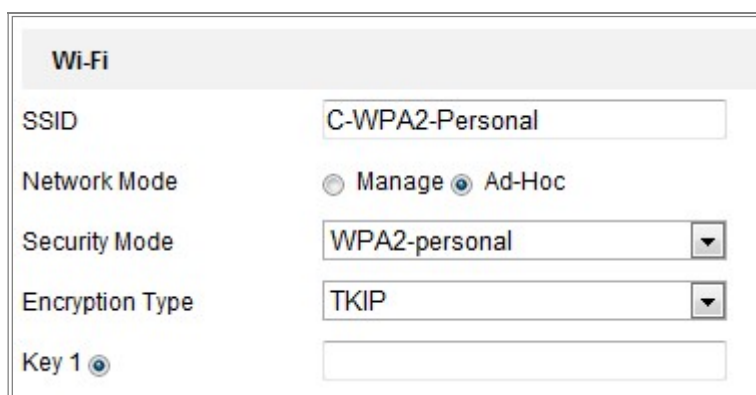 Wi-Fi
SSID C-WPA2-Personal
Network Mode Manage Ad-Hoc
Security Mode WPA2-personal
Encryption Type TKIP
Key 1